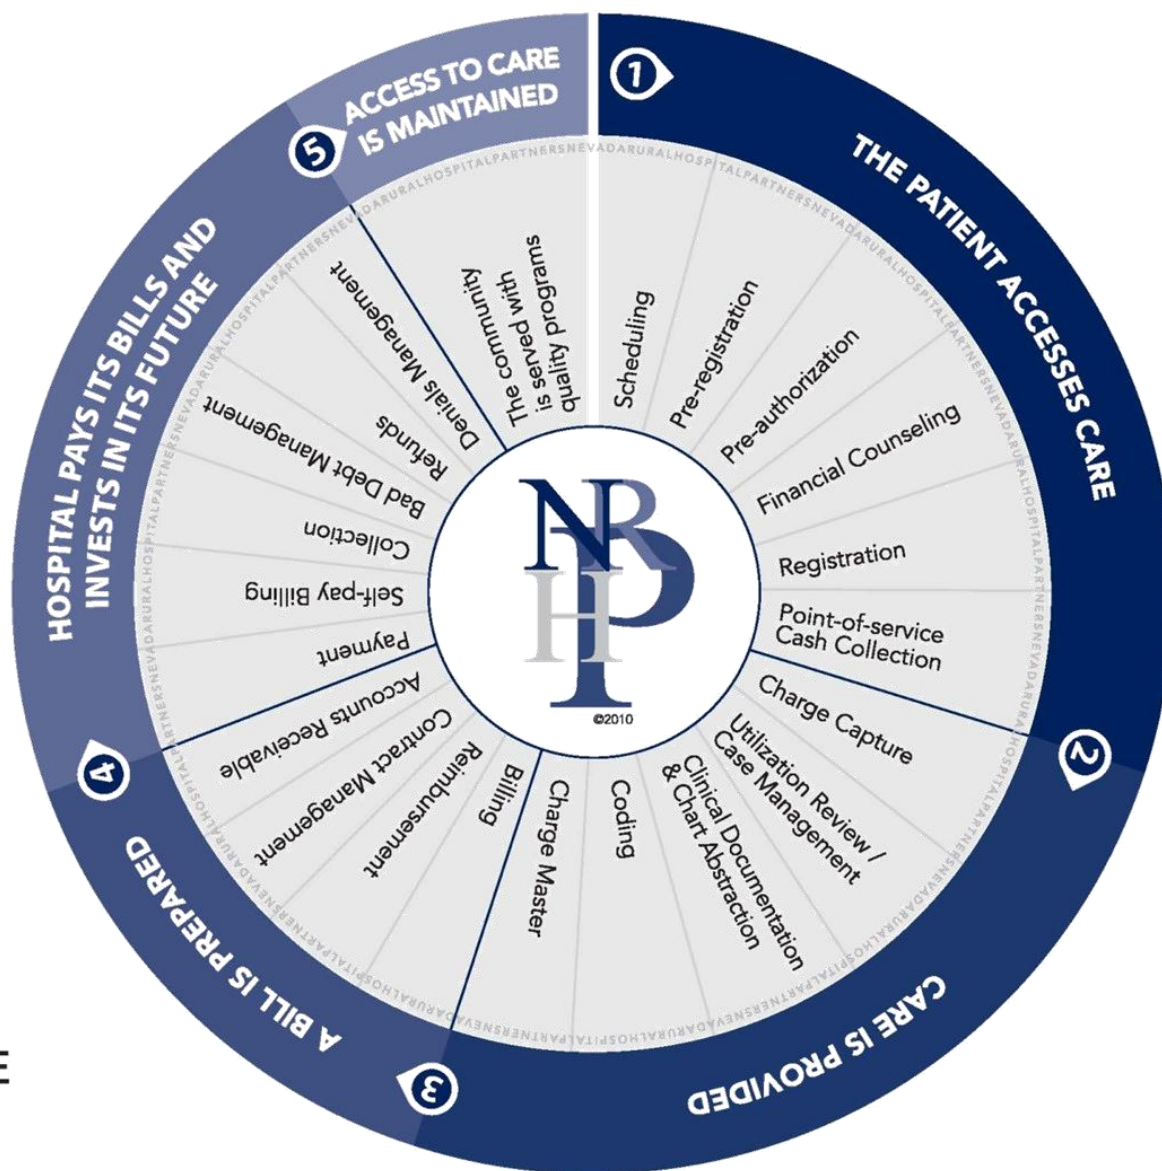 1
THE PATIENT ACCESSES CARE
Scheduling
Pre-registration
Pre-authorization
Financial Counseling
Registration
Point-of-service
Cash Collection
2
CARE IS PROVIDED
Charge Capture
Utilization Review /
Case Management
Clinical Documentation
& Chart Abstraction
Coding
Charge Master
3
A BILL IS PREPARED
Billing
Reimbursement
Contract Management
Accounts Receivable
4
HOSPITAL PAYS ITS BILLS AND
INVESTS IN ITS FUTURE
Payment
Self-pay Billing
Collection
Bad Debt Management
Refunds
Denials Management
5
ACCESS TO CARE
IS MAINTAINED
The community
is served with
quality programs
NRHP
©2010
E